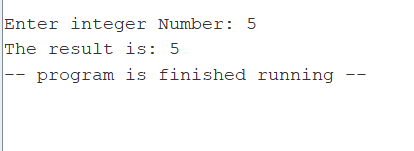 Enter integer Number: 5
The result is: 5
-- program is finished running --